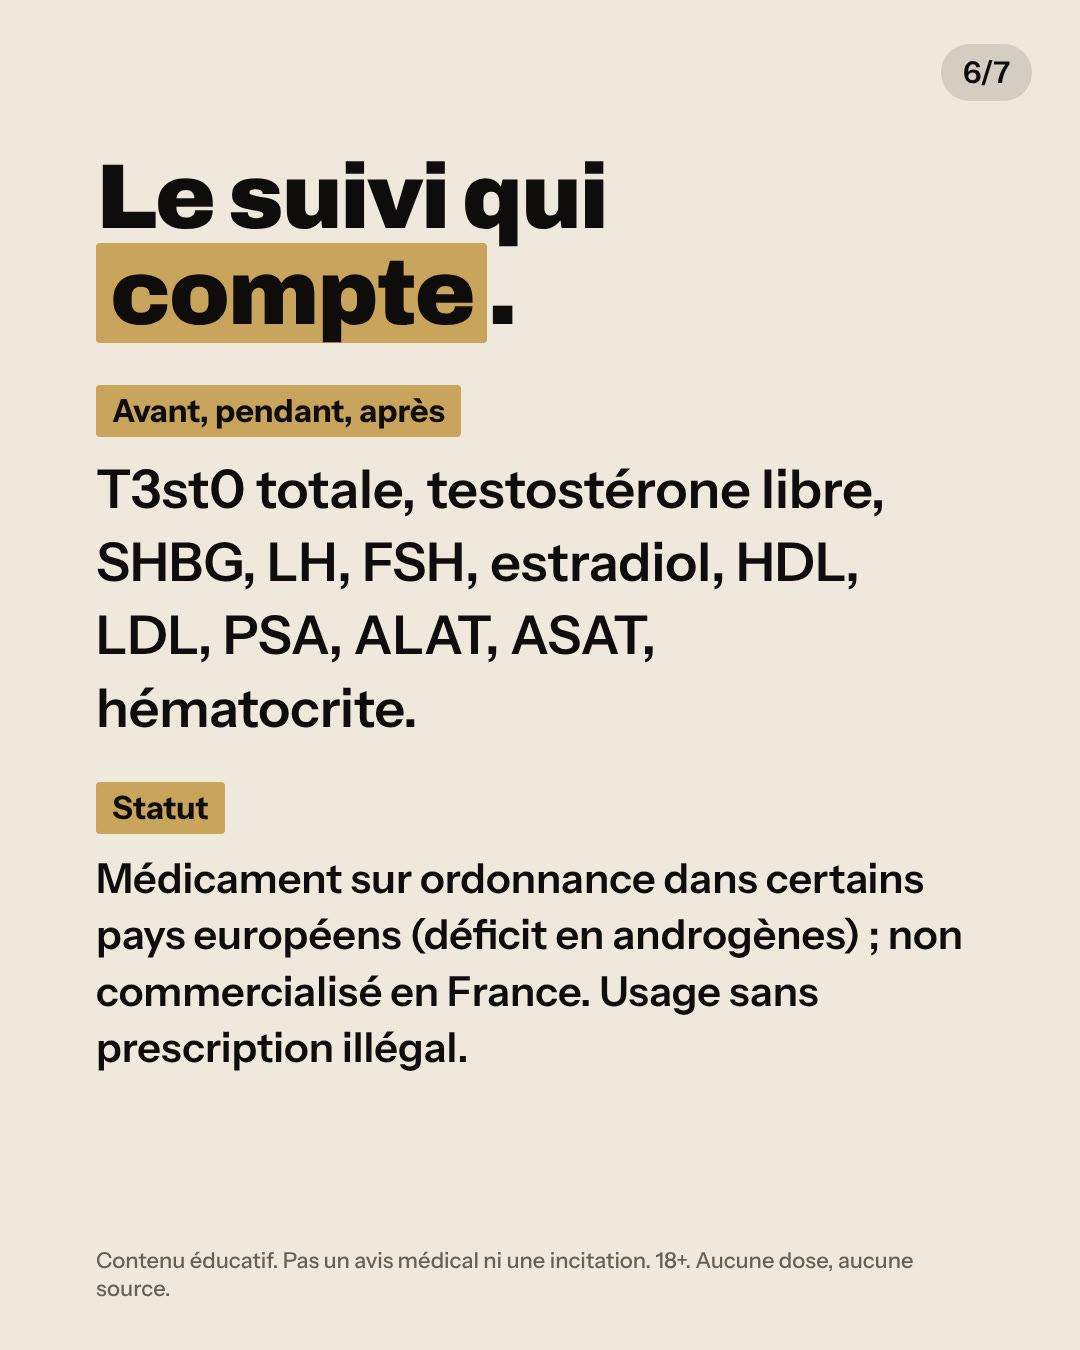 6/7
Le suivi qui
compte.
Avant, pendant, après
T3st0 totale, testostérone libre,
SHBG, LH, FSH, estradiol, HDL,
LDL, PSA, ALAT, ASAT,
hématocrite.
Statut
Médicament sur ordonnance dans certains
pays européens (déficit en androgènes) ; non
commercialisé en France. Usage sans
prescription illégal.
Contenu éducatif. Pas un avis médical ni une incitation. 18+. Aucune dose, aucune
source.